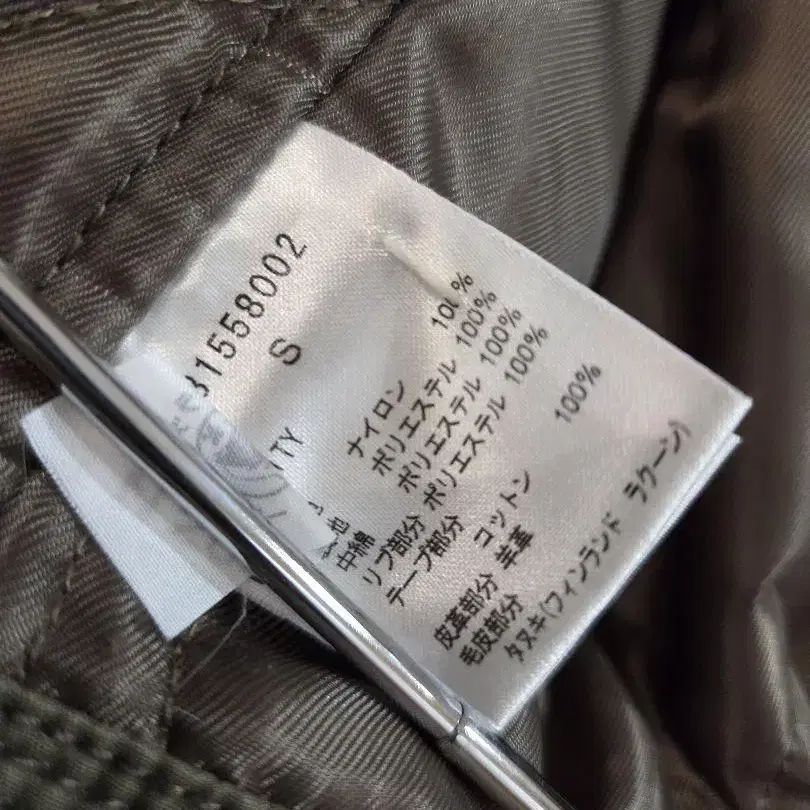 31558002
S
TY
ナイロン 100%
地 ポリエステル 100%
中綿 ポリエステル 100%
リブ部分 ポリエステル 100%
テープ部分 コットン 100%
皮革部分 羊革
毛皮部分
タヌキ(フィンランド ラクーン)